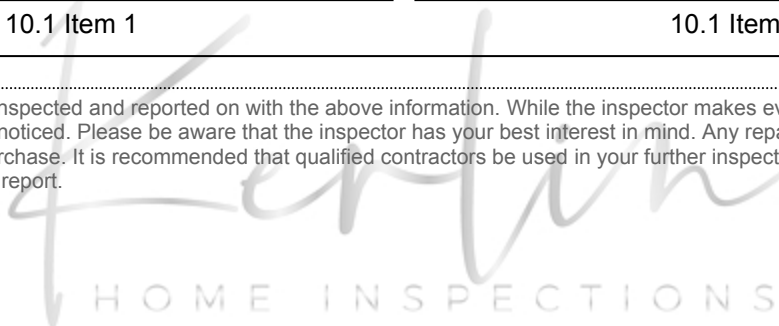 10.1 Item 1
10.1 Item
nspected and reported on with the above information. While the inspector makes ev
noticed. Please be aware that the inspector has your best interest in mind. Any repa
rchase. It is recommended that qualified contractors be used in your further inspect
report.
Kerlin
HOME INSPECTIONS